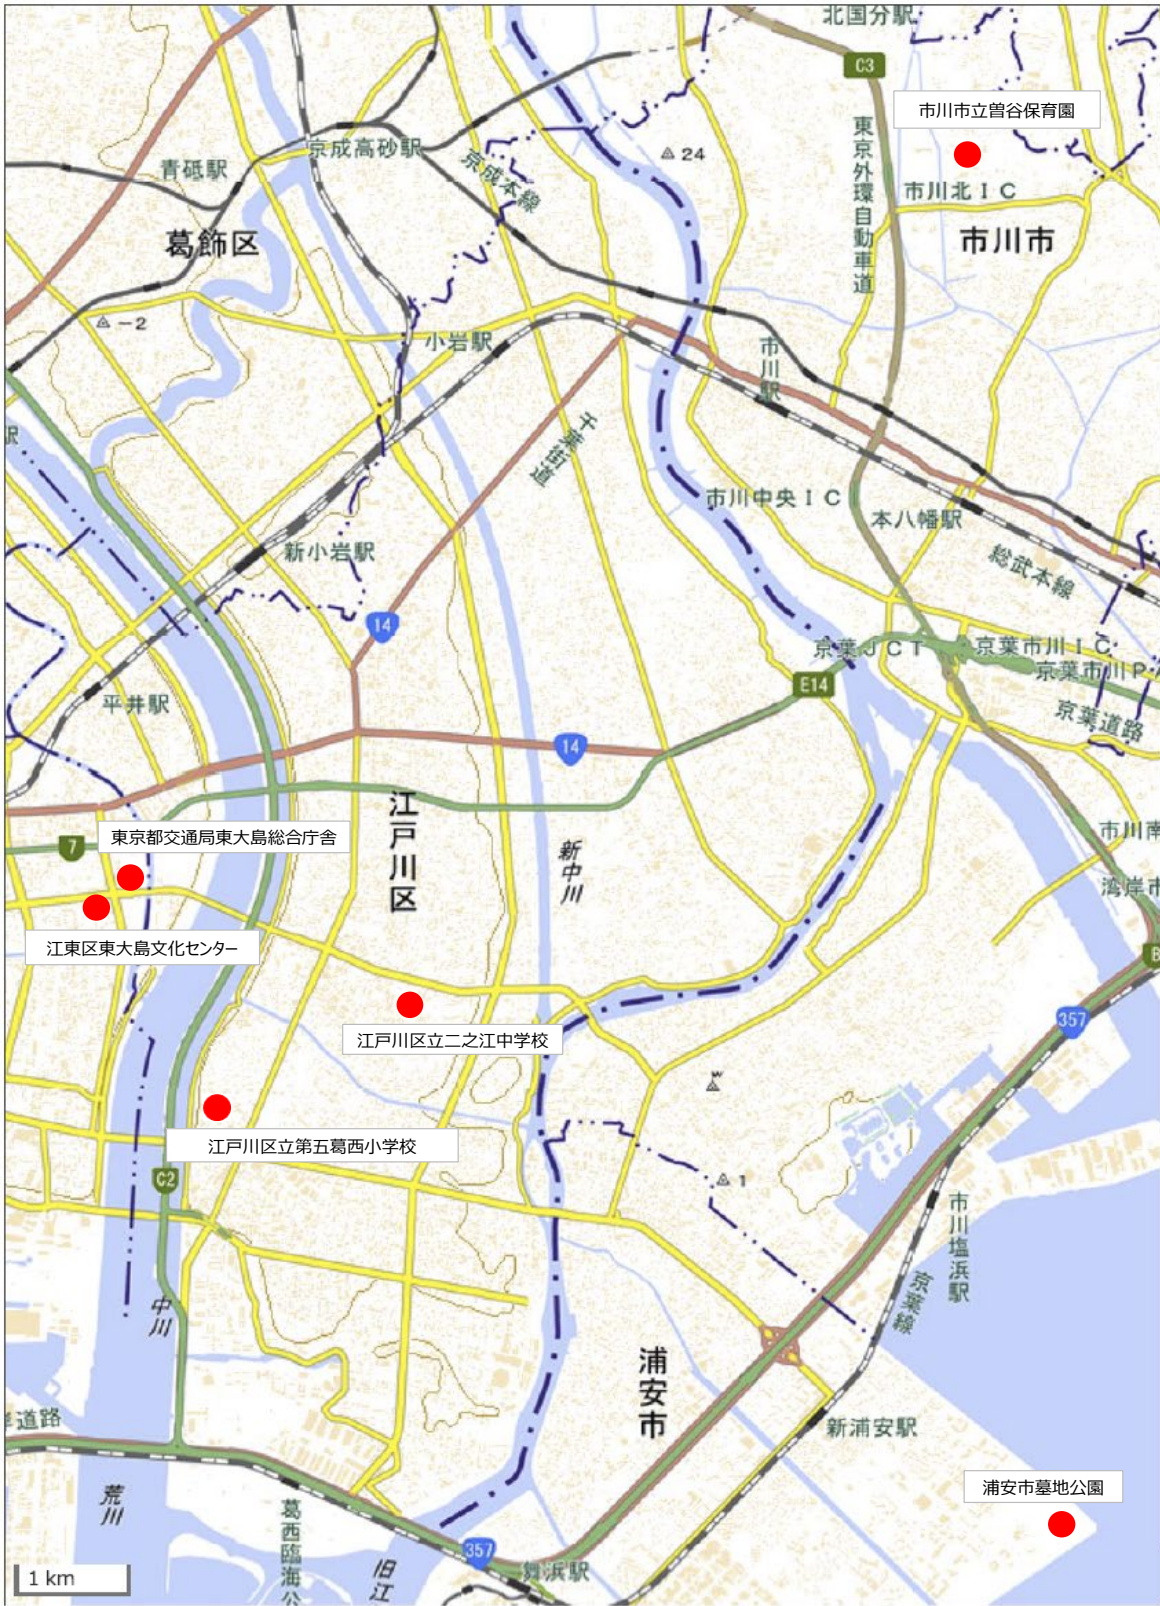 北国分駅
C3
市川市立曽谷保育園
東京外環自動車道
24
京成高砂駅
青砥駅
京成本線
市川北IC
葛飾区
市川市
-2
小岩駅
市川駅
駅
千葉街道
市川中央IC
本八幡駅
新小岩駅
総武本線
14
京葉JCT
京葉市川IC
京葉市川P
E14
平井駅
京葉道路
14
江戸川区
7
東京都交通局東大島総合庁舎
新中川
市川南
湾岸市
江東区東大島文化センター
B
江戸川区立二之江中学校
357
江戸川区立第五葛西小学校
C2
1
市川塩浜駅
京葉線
中川
浦安市
道路
新浦安駅
荒川
浦安市墓地公園
葛西臨海公
357
舞浜駅
旧江
1 km